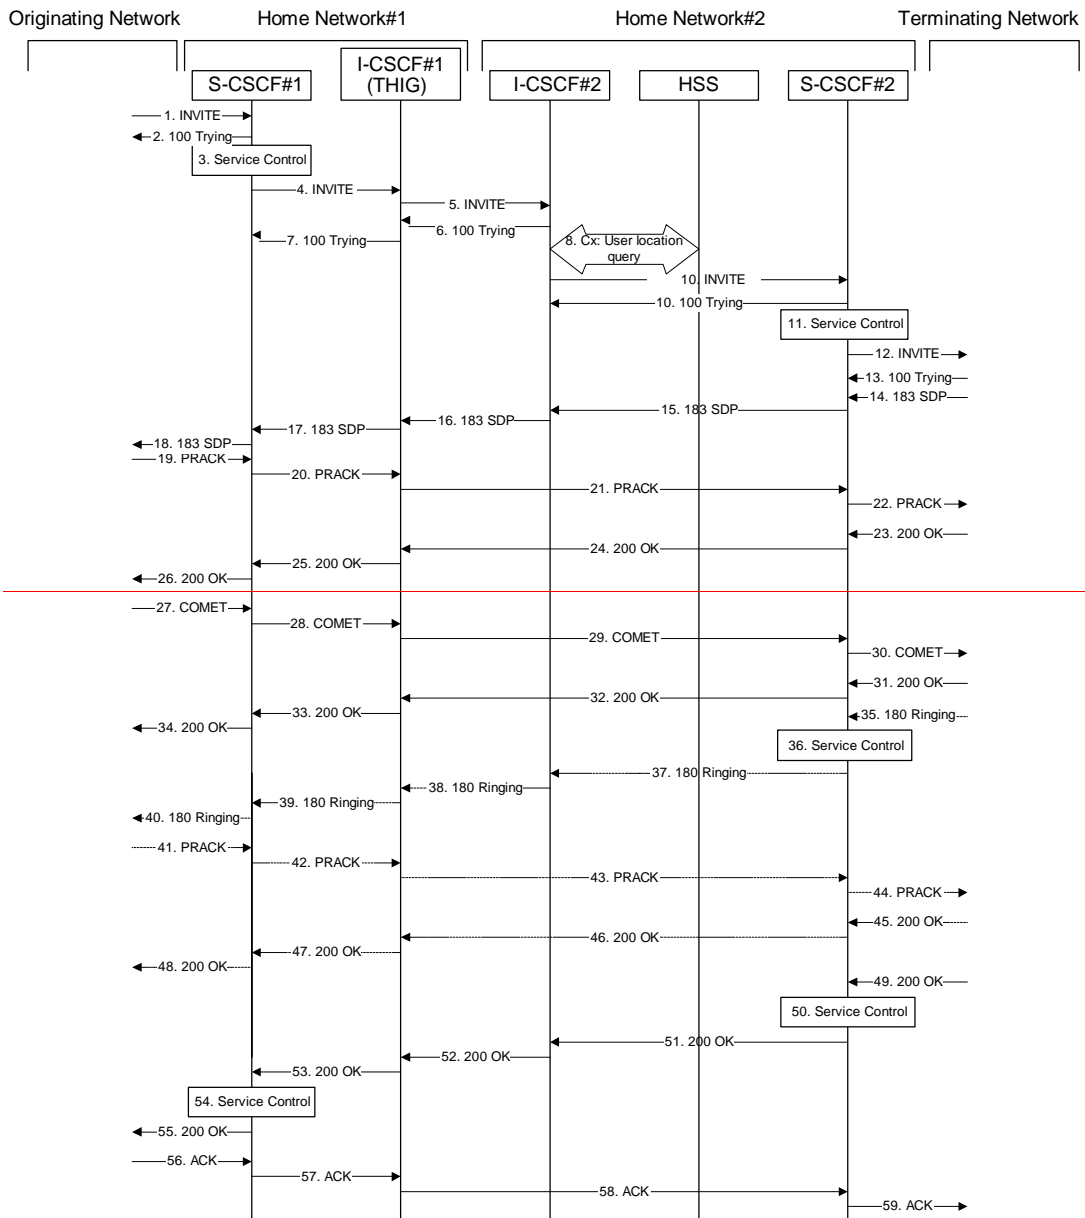 Originating Network
Home Network#1
Home Network#2
Terminating Network
S-CSCF#1
I-CSCF#1
(THIG)
I-CSCF#2
HSS
S-CSCF#2
1. INVITE
2. 100 Trying
3. Service Control
4. INVITE
5. INVITE
6. 100 Trying
7. 100 Trying
8. Cx: User location
query
10. INVITE
10. 100 Trying
11. Service Control
12. INVITE
13. 100 Trying
14. 183 SDP
15. 183 SDP
16. 183 SDP
17. 183 SDP
18. 183 SDP
19. PRACK
20. PRACK
21. PRACK
22. PRACK
23. 200 OK
24. 200 OK
25. 200 OK
26. 200 OK
27. COMET
28. COMET
29. COMET
30. COMET
31. 200 OK
32. 200 OK
33. 200 OK
34. 200 OK
35. 180 Ringing
36. Service Control
37. 180 Ringing
38. 180 Ringing
39. 180 Ringing
40. 180 Ringing
41. PRACK
42. PRACK
43. PRACK
44. PRACK
45. 200 OK
46. 200 OK
47. 200 OK
48. 200 OK
49. 200 OK
50. Service Control
51. 200 OK
52. 200 OK
53. 200 OK
54. Service Control
55. 200 OK
56. ACK
57. ACK
58. ACK
59. ACK